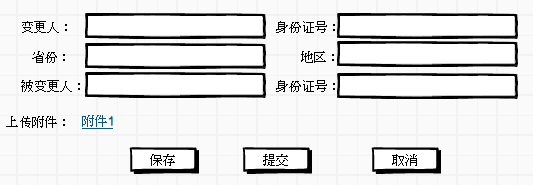 变更人： 身份证号：
省份： 地区：
被变更人： 身份证号：
上传附件： 附件1
保存 提交 取消